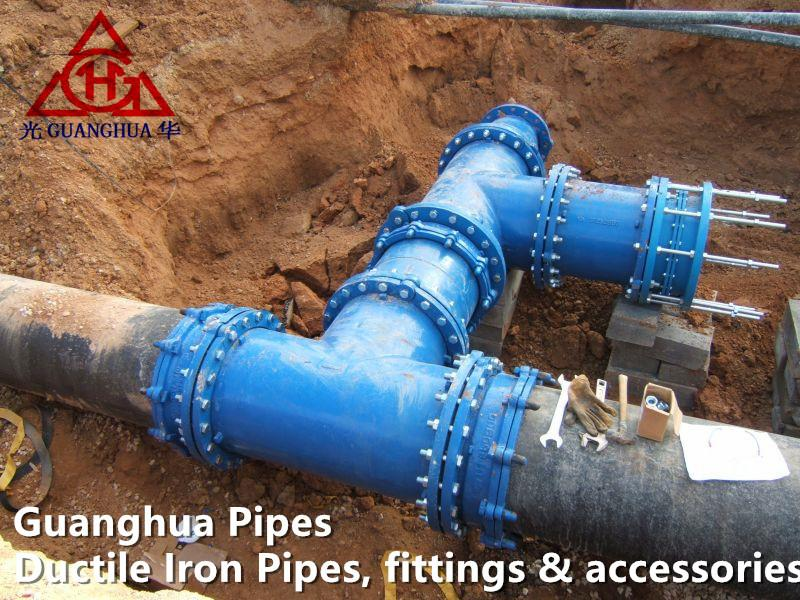 光 GUANGHUA 华
Guanghua Pipes
Ductile Iron Pipes, fittings & accessories